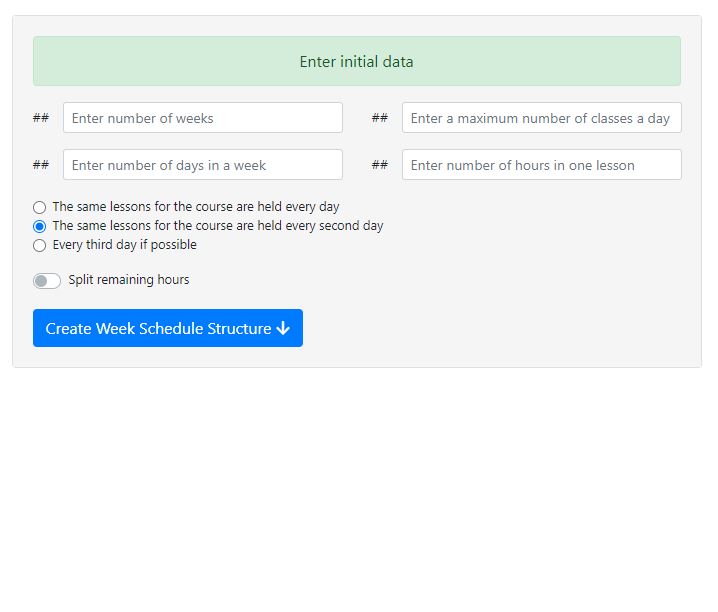 Enter initial data
## Enter number of weeks ## Enter a maximum number of classes a day
## Enter number of days in a week ## Enter number of hours in one lesson
The same lessons for the course are held every day
The same lessons for the course are held every second day
Every third day if possible
Split remaining hours
Create Week Schedule Structure